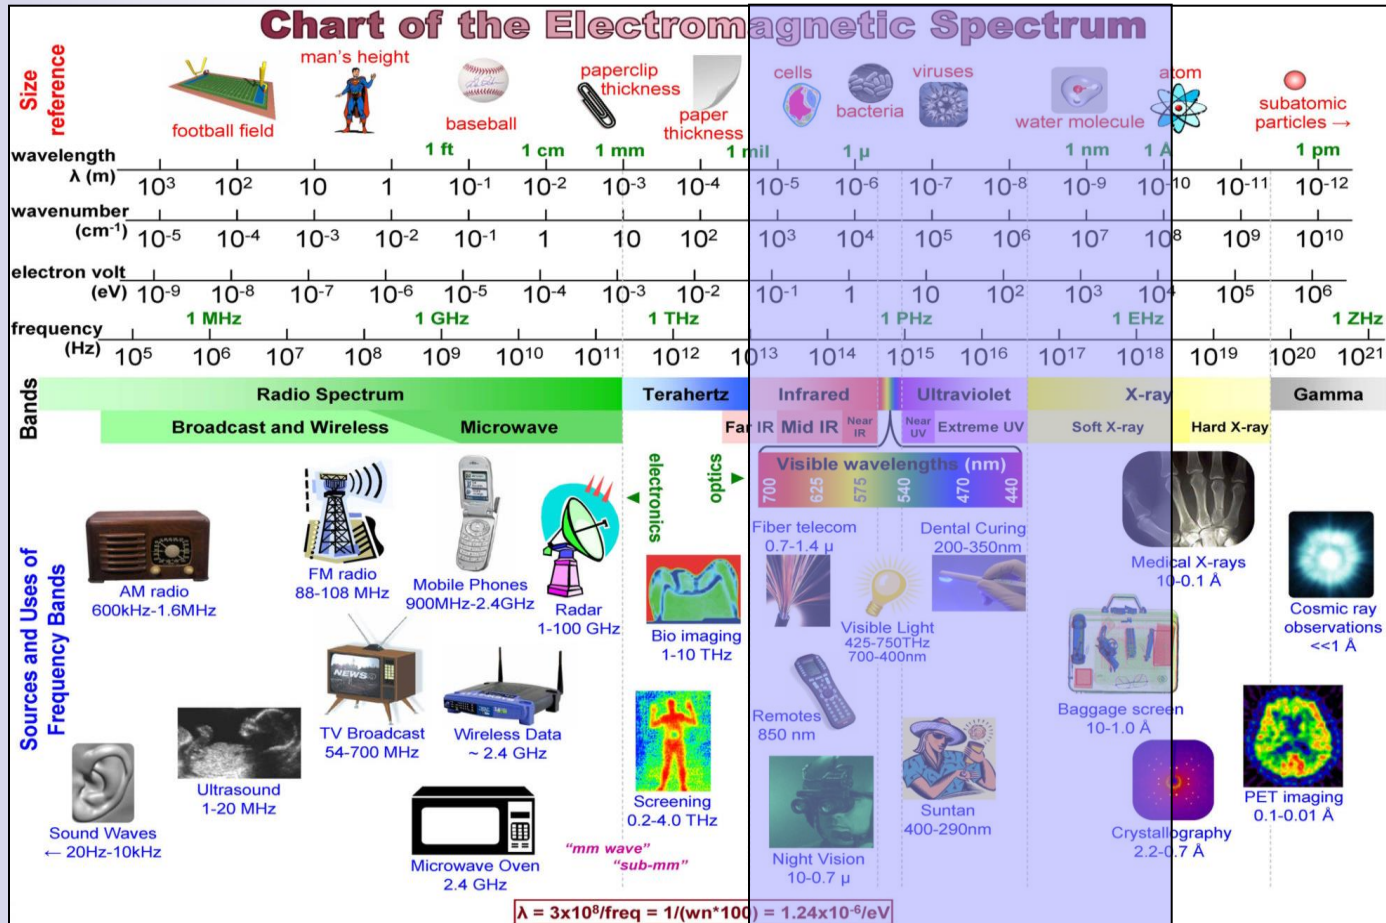 Chart of the Electromagnetic Spectrum
Size reference
football field
man's height
baseball
paperclip thickness
paper thickness
cells
bacteria
viruses
water molecule
atom
subatomic particles →
1 ft 1 cm 1 mm 1 mil 1 µ 1 nm 1 Å 1 pm
wavelength λ (m)
10³ 10² 10 1 10⁻¹ 10⁻² 10⁻³ 10⁻⁴ 10⁻⁵ 10⁻⁶ 10⁻⁷ 10⁻⁸ 10⁻⁹ 10⁻¹⁰ 10⁻¹¹ 10⁻¹²
wavenumber (cm⁻¹)
10⁻⁵ 10⁻⁴ 10⁻³ 10⁻² 10⁻¹ 1 10 10² 10³ 10⁴ 10⁵ 10⁶ 10⁷ 10⁸ 10⁹ 10¹⁰
electron volt (eV)
10⁻⁹ 10⁻⁸ 10⁻⁷ 10⁻⁶ 10⁻⁵ 10⁻⁴ 10⁻³ 10⁻² 10⁻¹ 1 10 10² 10³ 10⁴ 10⁵ 10⁶
1 MHz 1 GHz 1 THz 1 PHz 1 EHz 1 ZHz
frequency (Hz)
10⁵ 10⁶ 10⁷ 10⁸ 10⁹ 10¹⁰ 10¹¹ 10¹² 10¹³ 10¹⁴ 10¹⁵ 10¹⁶ 10¹⁷ 10¹⁸ 10¹⁹ 10²⁰ 10²¹
Bands
Radio Spectrum Terahertz Infrared Ultraviolet X-ray Gamma
Broadcast and Wireless Microwave Far IR Mid IR Near IR Near UV Extreme UV Soft X-ray Hard X-ray
electronics
optics
Visible wavelengths (nm)
700 625 575 540 470 440
Sources and Uses of Frequency Bands
AM radio
600kHz-1.6MHz
FM radio
88-108 MHz
Mobile Phones
900MHz-2.4GHz
Radar
1-100 GHz
Bio imaging
1-10 THz
Fiber telecom
0.7-1.4 µ
Visible Light
425-750THz
700-400nm
Dental Curing
200-350nm
Medical X-rays
10-0.1 Å
Cosmic ray
observations
<<1 Å
Sound Waves
← 20Hz-10kHz
Ultrasound
1-20 MHz
NEWS
TV Broadcast
54-700 MHz
Wireless Data
~ 2.4 GHz
Microwave Oven
2.4 GHz
Screening
0.2-4.0 THz
"mm wave"
"sub-mm"
Remotes
850 nm
Night Vision
10-0.7 µ
Suntan
400-290nm
Baggage screen
10-1.0 Å
Crystallography
2.2-0.7 Å
PET imaging
0.1-0.01 Å
λ = 3x10⁸/freq = 1/(wn*100) = 1.24x10⁻⁶/eV